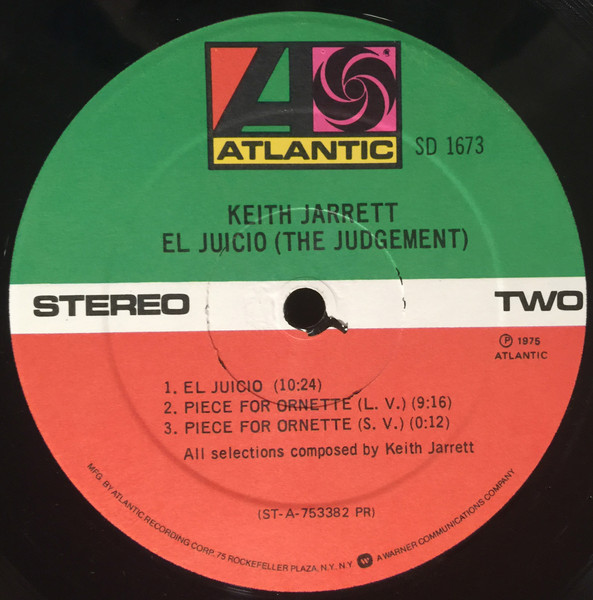 ATLANTIC
SD 1673
KEITH JARRETT
EL JUICIO (THE JUDGEMENT)
STEREO
TWO
Ⓟ 1975
ATLANTIC
1. EL JUICIO (10:24)
2. PIECE FOR ORNETTE (L. V.) (9:16)
3. PIECE FOR ORNETTE (S. V.) (0:12)
All selections composed by Keith Jarrett
(ST-A-753382 PR)
MFG. BY ATLANTIC RECORDING CORP. 75 ROCKEFELLER PLAZA, N.Y. N.Y. W A WARNER COMMUNICATIONS COMPANY